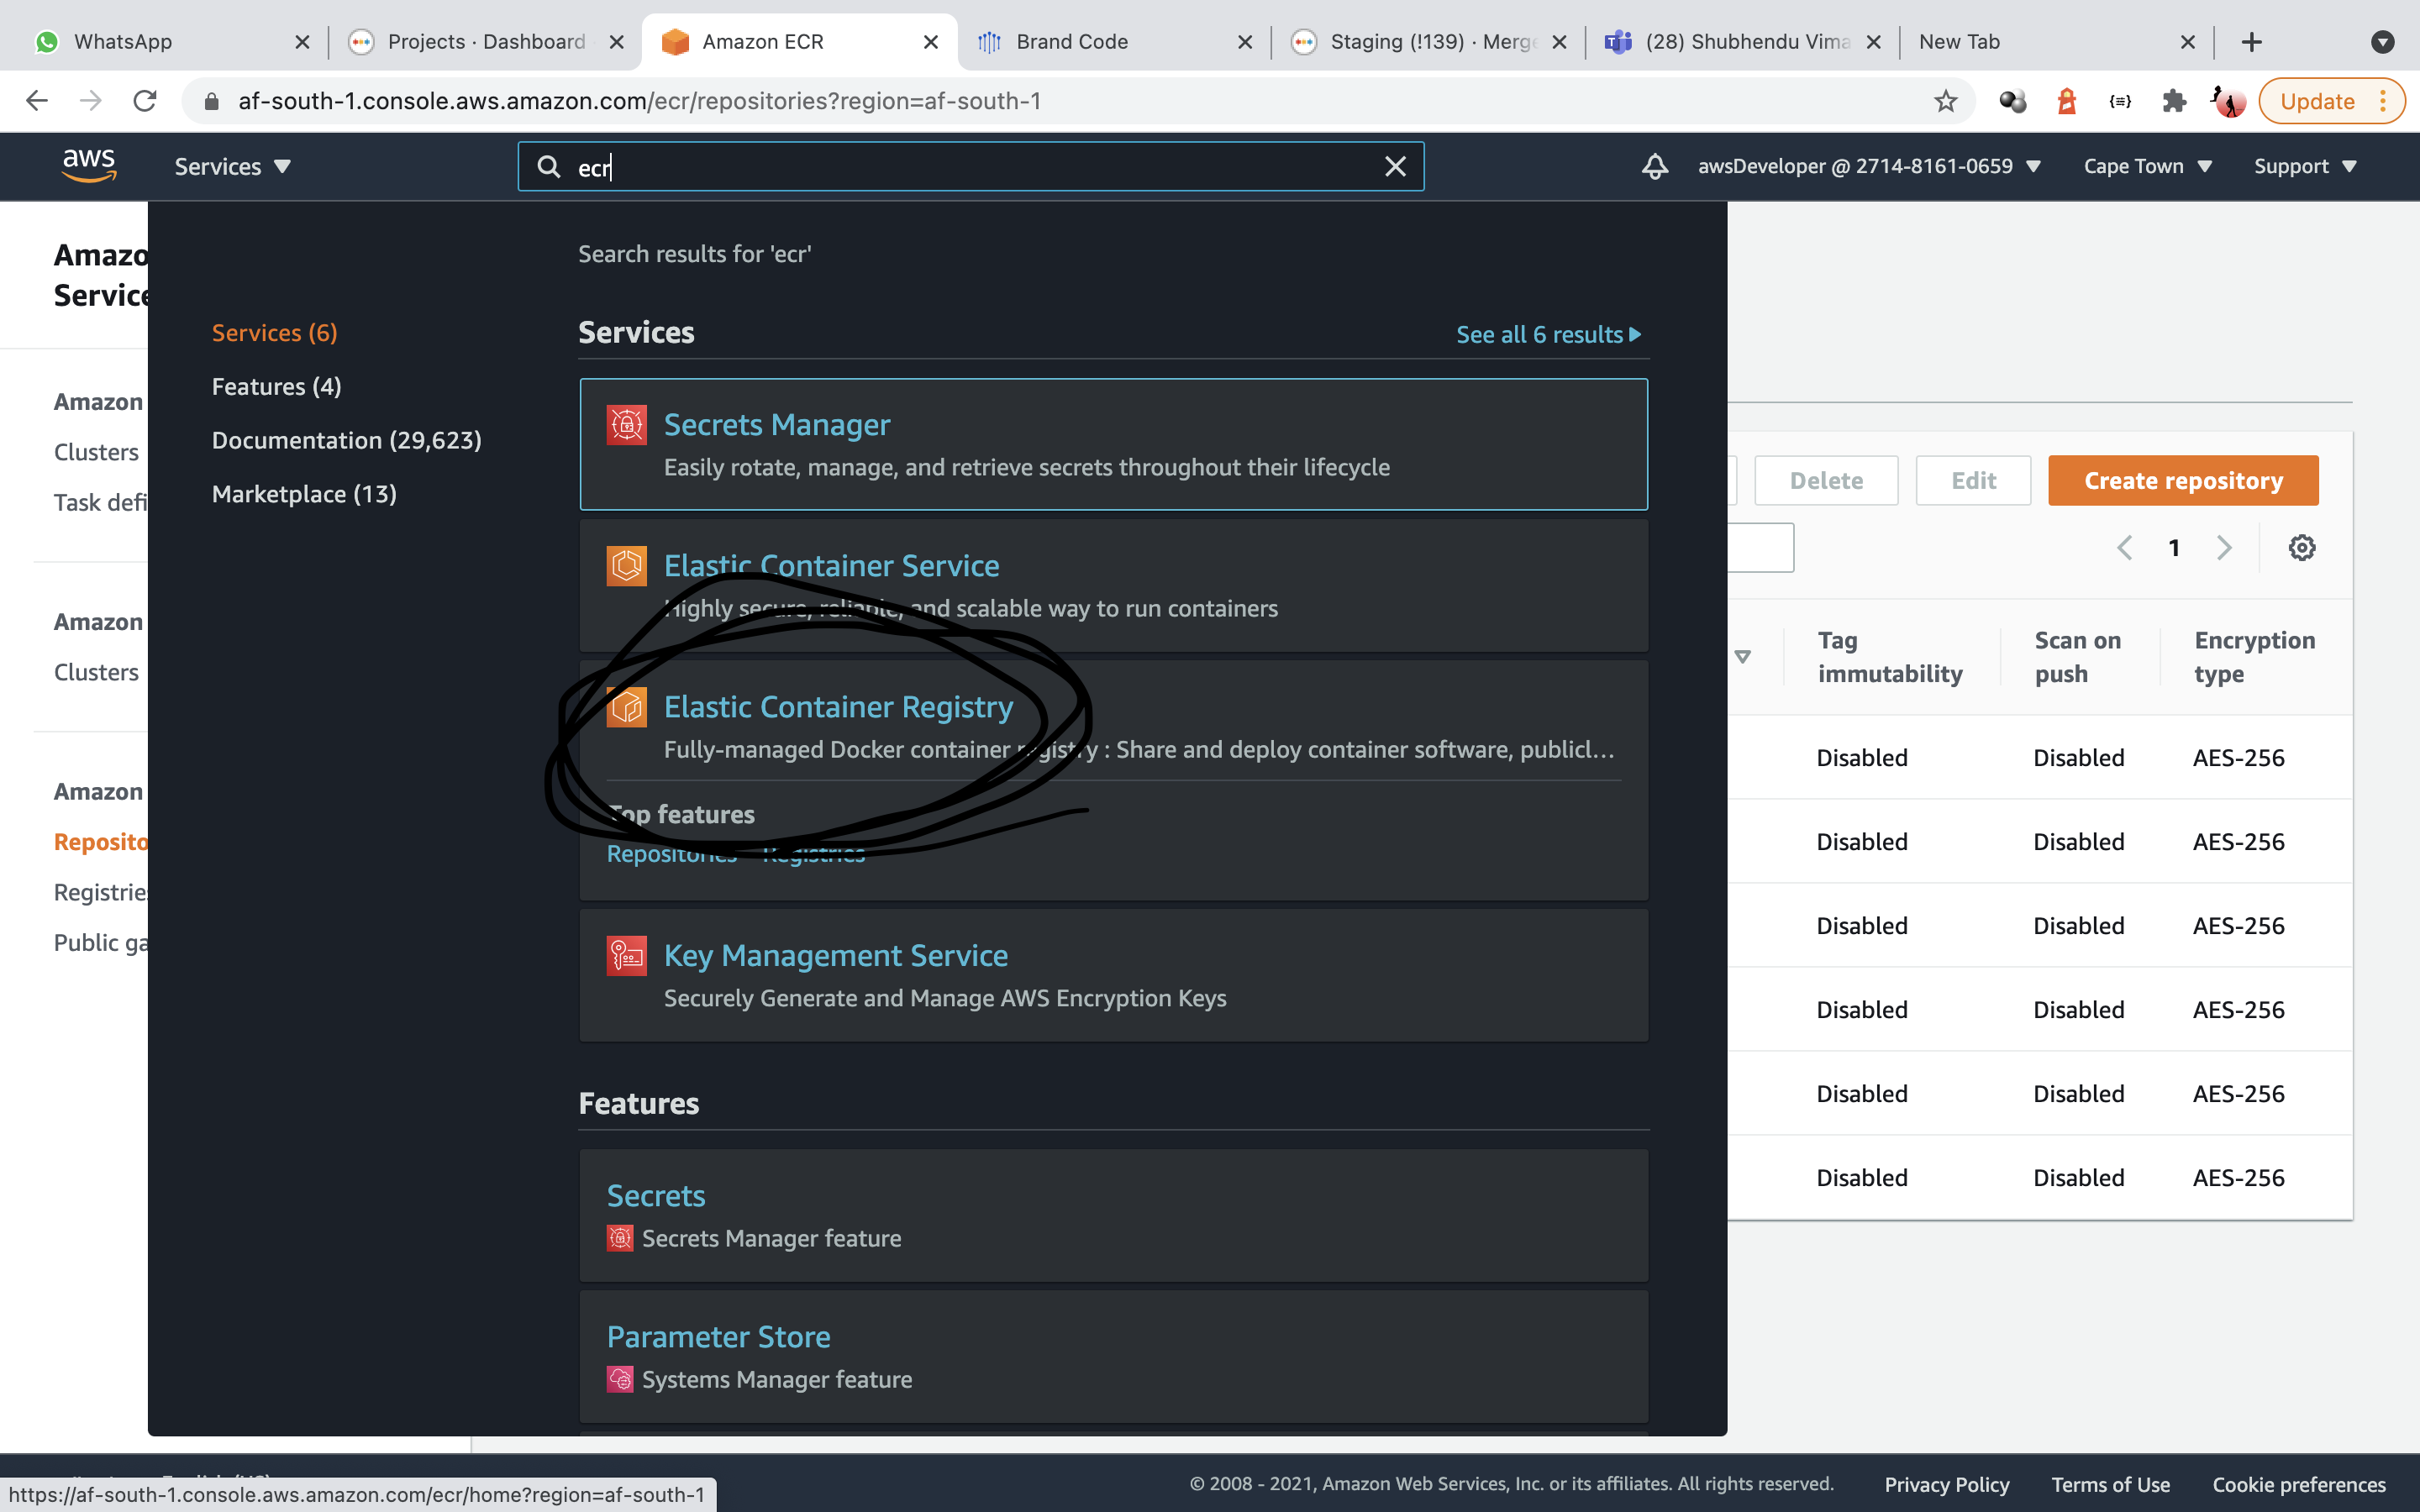 WhatsApp
Projects · Dashboard
Amazon ECR
Brand Code
Staging (!139) · Merge
(28) Shubhendu Vima
New Tab
af-south-1.console.aws.amazon.com/ecr/repositories?region=af-south-1
Update
aws
Services
ecr
awsDeveloper @ 2714-8161-0659
Cape Town
Support
Amazo
Service
Amazon
Clusters
Task defi
Amazon
Clusters
Amazon
Reposito
Registries
Public ga
Services (6)
Features (4)
Documentation (29,623)
Marketplace (13)
Search results for 'ecr'
Services
See all 6 results
Secrets Manager
Easily rotate, manage, and retrieve secrets throughout their lifecycle
Elastic Container Service
Highly secure, reliable, and scalable way to run containers
Elastic Container Registry
Fully-managed Docker container registry : Share and deploy container software, publicl...
Top features
Repositories Registries
Key Management Service
Securely Generate and Manage AWS Encryption Keys
Features
Secrets
Secrets Manager feature
Parameter Store
Systems Manager feature
Delete
Edit
Create repository
1
Tag immutability
Scan on push
Encryption type
Disabled Disabled AES-256
Disabled Disabled AES-256
Disabled Disabled AES-256
Disabled Disabled AES-256
Disabled Disabled AES-256
Disabled Disabled AES-256
© 2008 - 2021, Amazon Web Services, Inc. or its affiliates. All rights reserved.
Privacy Policy
Terms of Use
Cookie preferences
https://af-south-1.console.aws.amazon.com/ecr/home?region=af-south-1